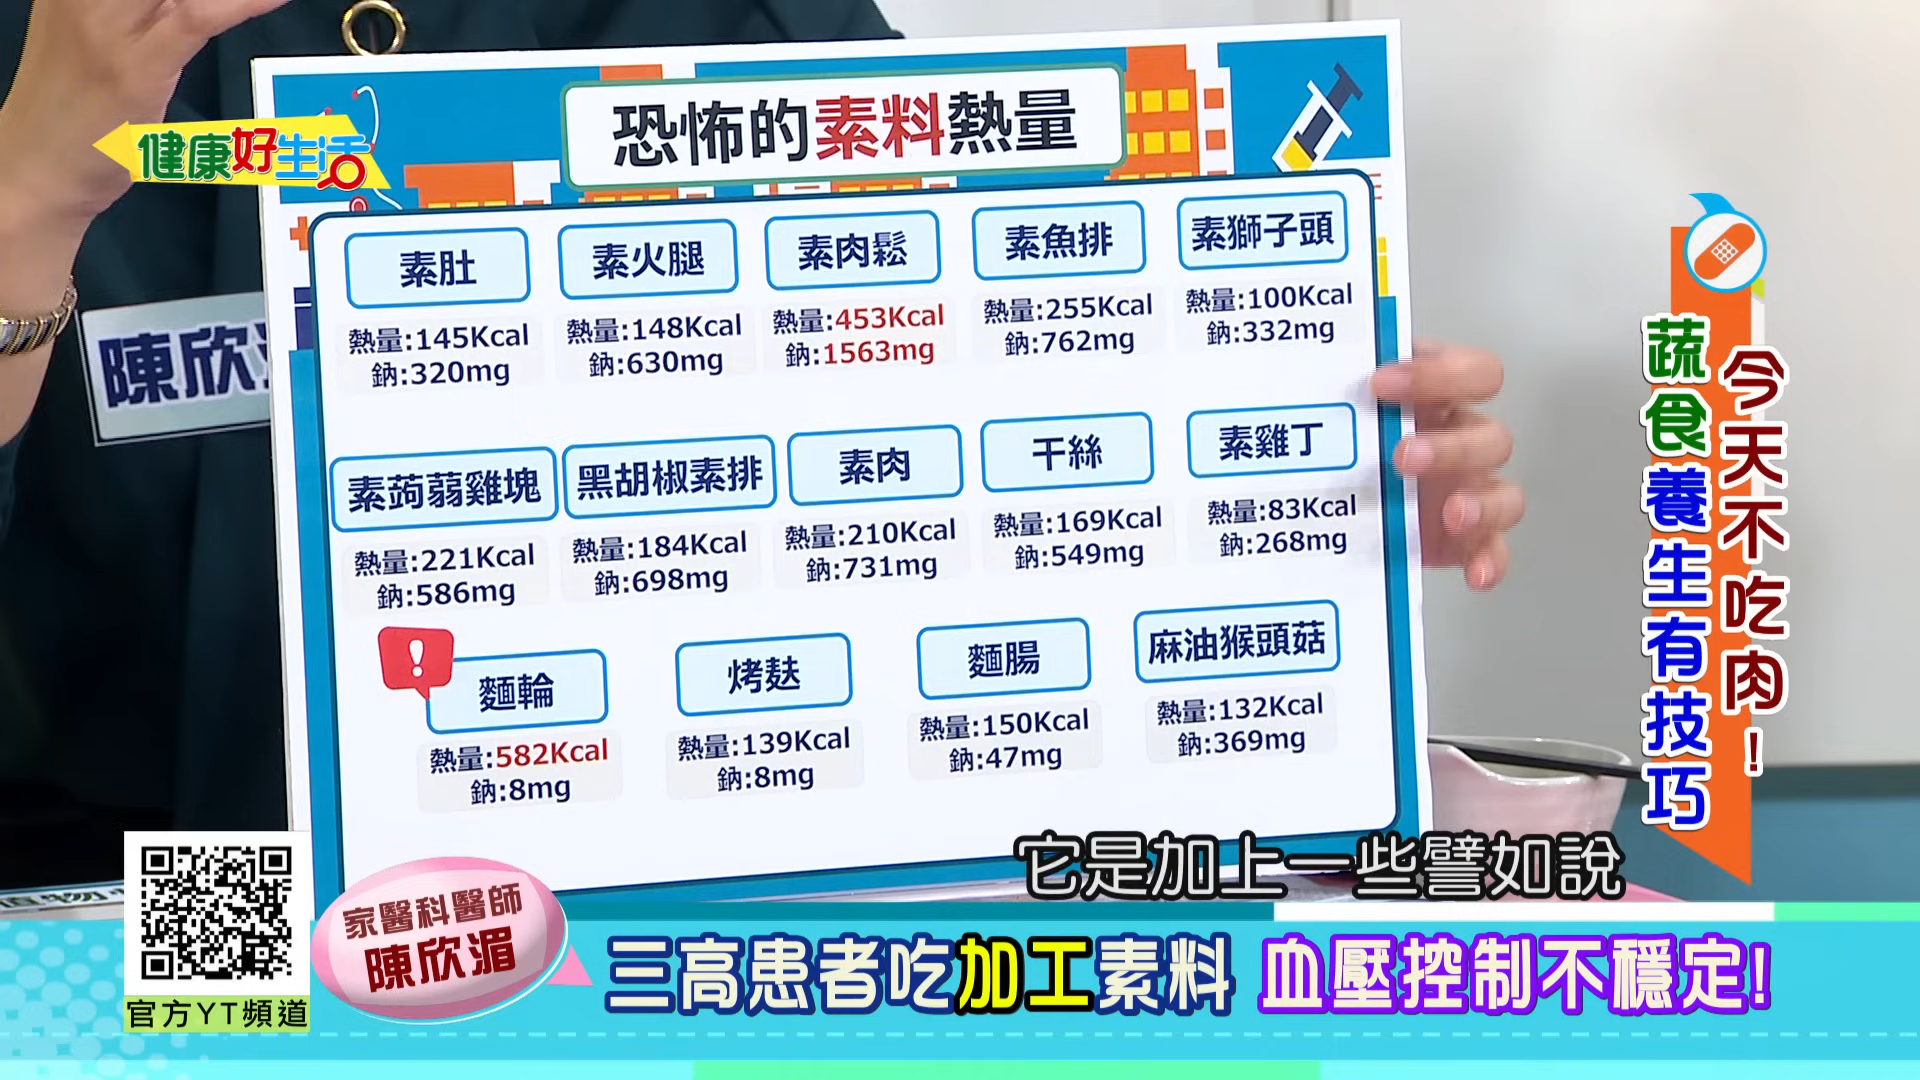 健康好生活
恐怖的素料熱量
素肚
熱量:145Kcal
鈉:320mg
素火腿
熱量:148Kcal
鈉:630mg
素肉鬆
熱量:453Kcal
鈉:1563mg
素魚排
熱量:255Kcal
鈉:762mg
素獅子頭
熱量:100Kcal
鈉:332mg
素蒟蒻雞塊
熱量:221Kcal
鈉:586mg
黑胡椒素排
熱量:184Kcal
鈉:698mg
素肉
熱量:210Kcal
鈉:731mg
干絲
熱量:169Kcal
鈉:549mg
素雞丁
熱量:83Kcal
鈉:268mg
!
麵輪
熱量:582Kcal
鈉:8mg
烤麩
熱量:139Kcal
鈉:8mg
麵腸
熱量:150Kcal
鈉:47mg
麻油猴頭菇
熱量:132Kcal
鈉:369mg
陳欣
今天不吃肉!
蔬食養生有技巧
它是加上一些譬如說
家醫科醫師
陳欣湄
三高患者吃加工素料 血壓控制不穩定!
官方YT頻道